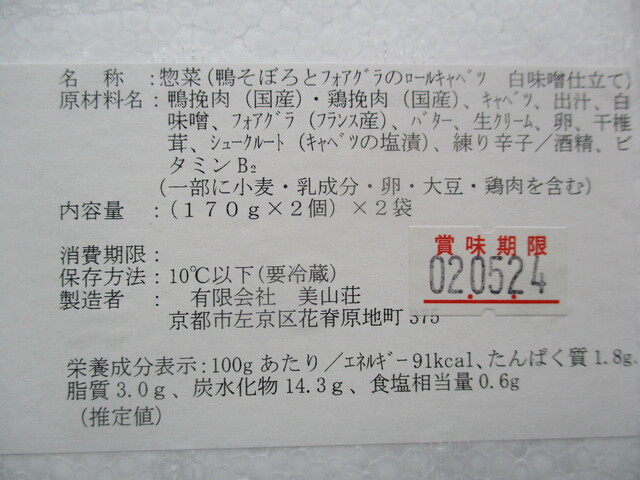 名　称　：惣菜（鴨そぼろとﾌｫｱｸﾞﾗのﾛｰﾙｷｬﾍﾞﾂ　白味噌仕立て）
原材料名：鴨挽肉（国産）・鶏挽肉（国産）、ｷｬﾍﾞﾂ、出汁、白
味噌、ﾌｫｱｸﾞﾗ（ﾌﾗﾝｽ産）、ﾊﾞﾀｰ、生ｸﾘｰﾑ、卵、干椎
茸、ｼｭｰｸﾙｰﾄ（ｷｬﾍﾞﾂの塩漬）、練り辛子／酒精、ビ
タミンB₂
（一部に小麦・乳成分・卵・大豆・鶏肉を含む）
内容量　：（１７０ｇ×２個）×２袋
賞味期限
02.05.24
消費期限：
保存方法：10℃以下(要冷蔵)
製造者　：　有限会社　美山荘
京都市左京区花脊原地町375
栄養成分表示：100gあたり／ｴﾈﾙｷﾞｰ91kcal、たんぱく質1.8g、
脂質3.0g、炭水化物14.3g、食塩相当量0.6g
（推定値）